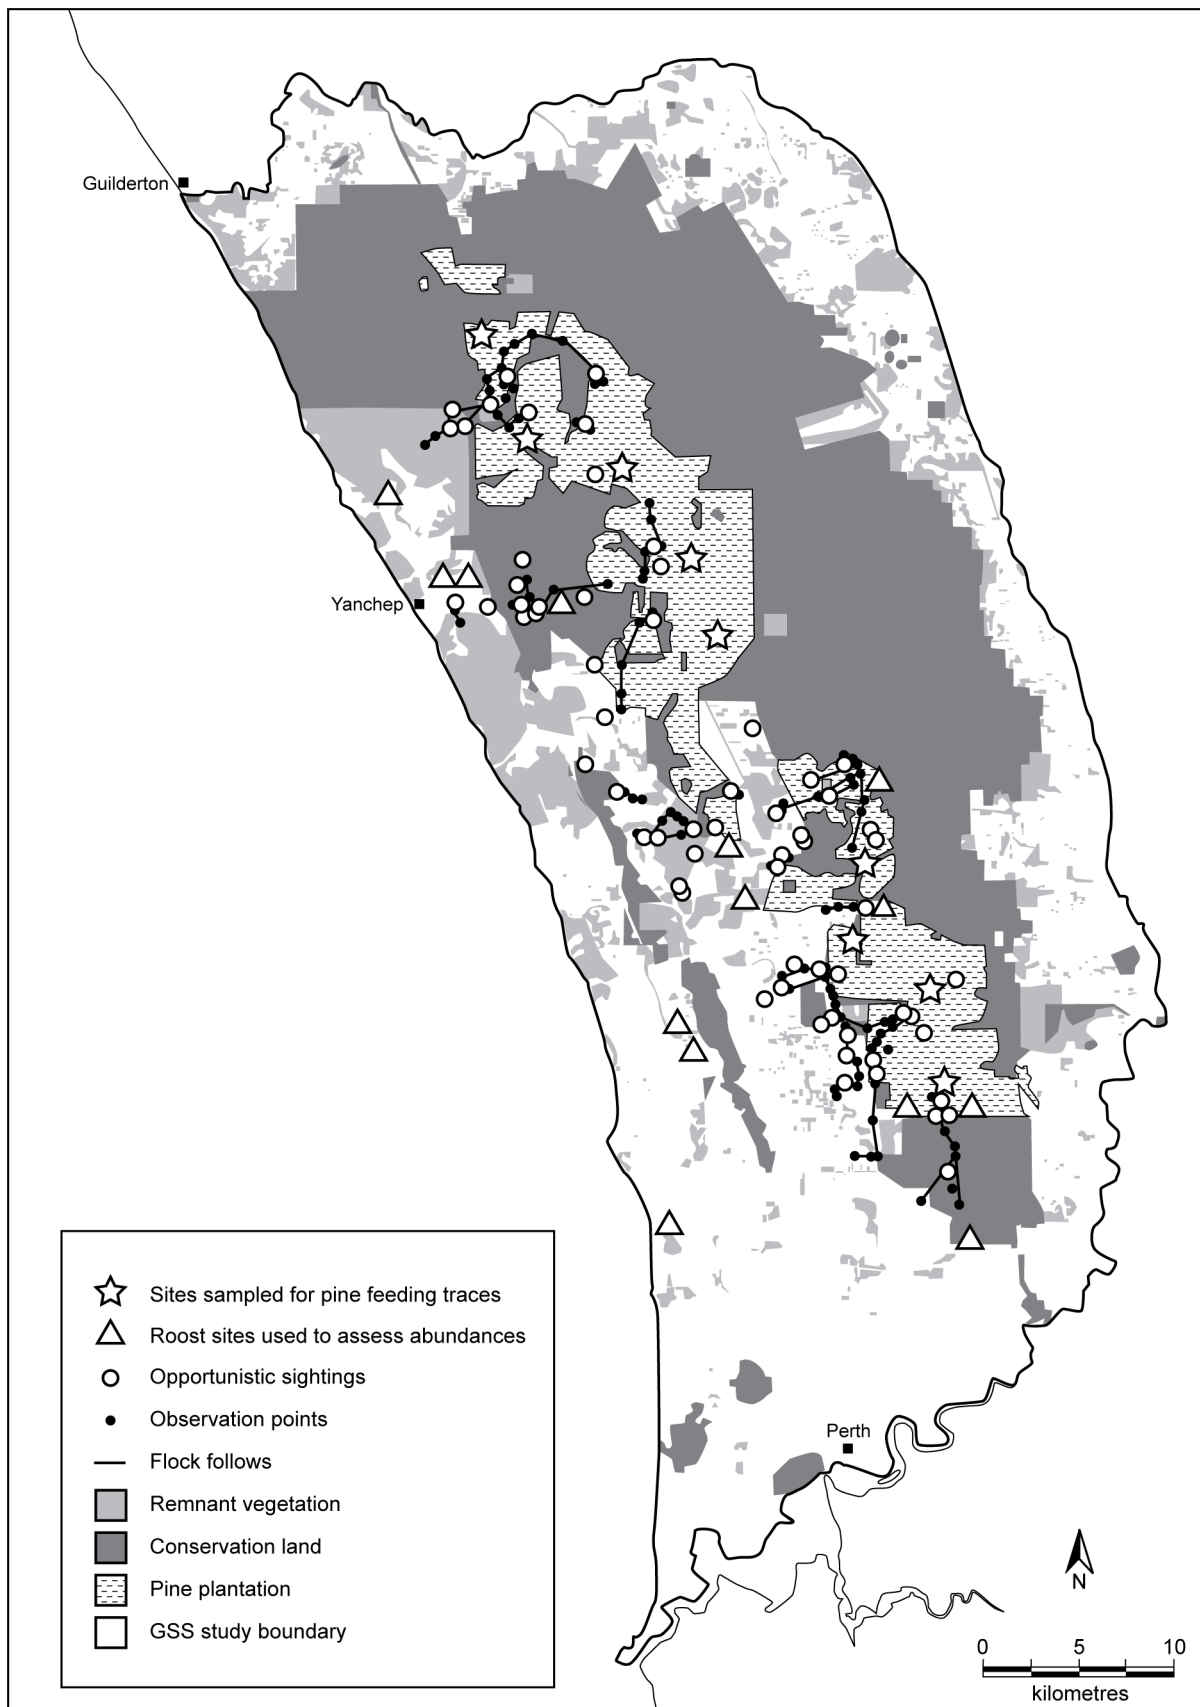 Guilderton
Yanchep
Sites sampled for pine feeding traces
Roost sites used to assess abundances
Opportunistic sightings
Observation points
Flock follows
Remnant vegetation
Conservation land
Pine plantation
GSS study boundary
Perth
N
0 5 10
kilometres